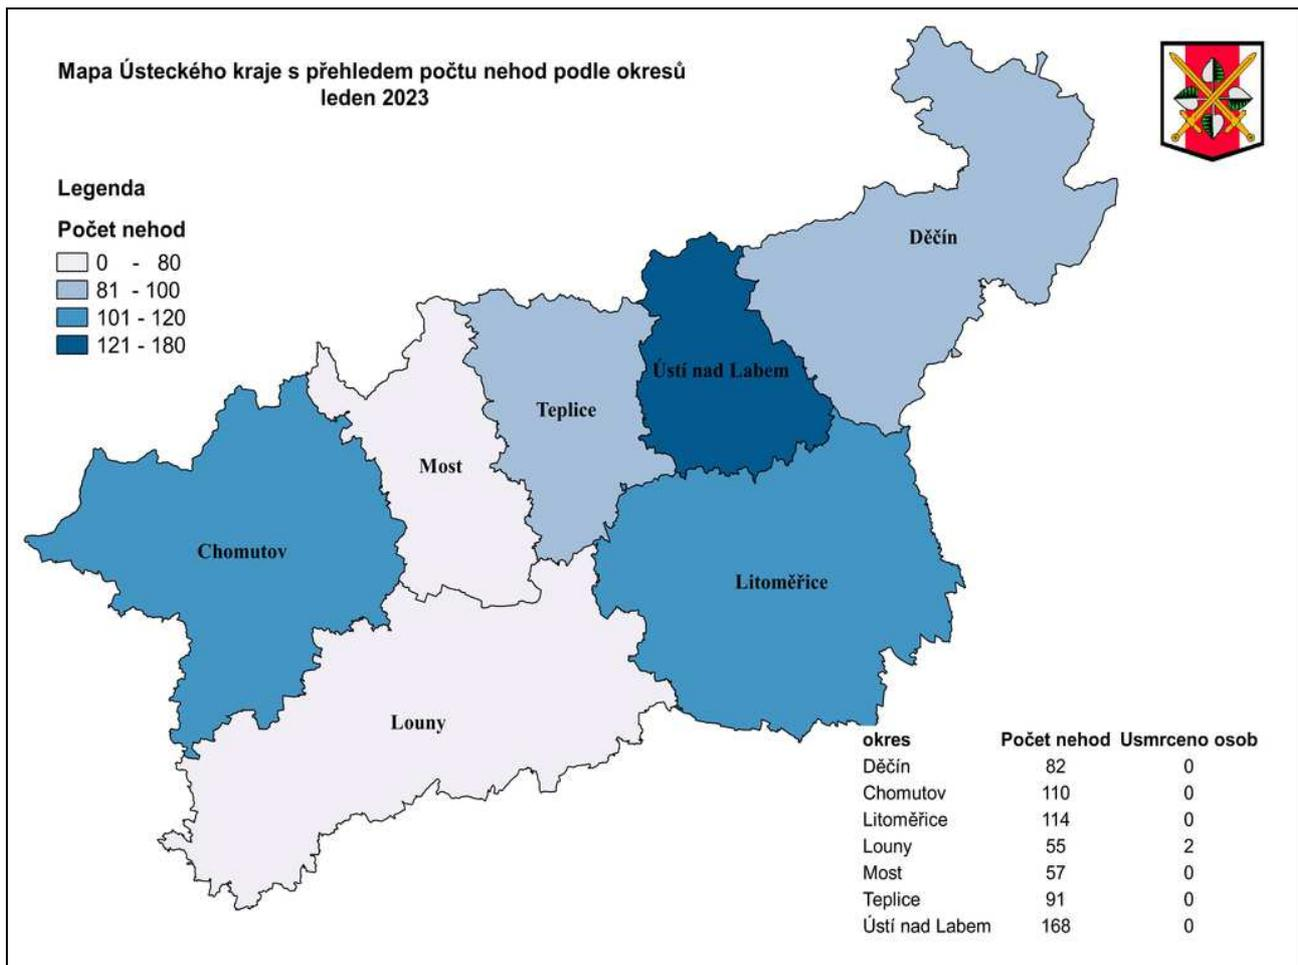 Mapa Ústeckého kraje s přehledem počtu nehod podle okresů
leden 2023
Legenda
Počet nehod
0 - 80
81 - 100
101 - 120
121 - 180
Děčín
Ústí nad Labem
Teplice
Most
Chomutov
Litoměřice
Louny
okres Počet nehod Usmrceno osob
Děčín 82 0
Chomutov 110 0
Litoměřice 114 0
Louny 55 2
Most 57 0
Teplice 91 0
Ústí nad Labem 168 0